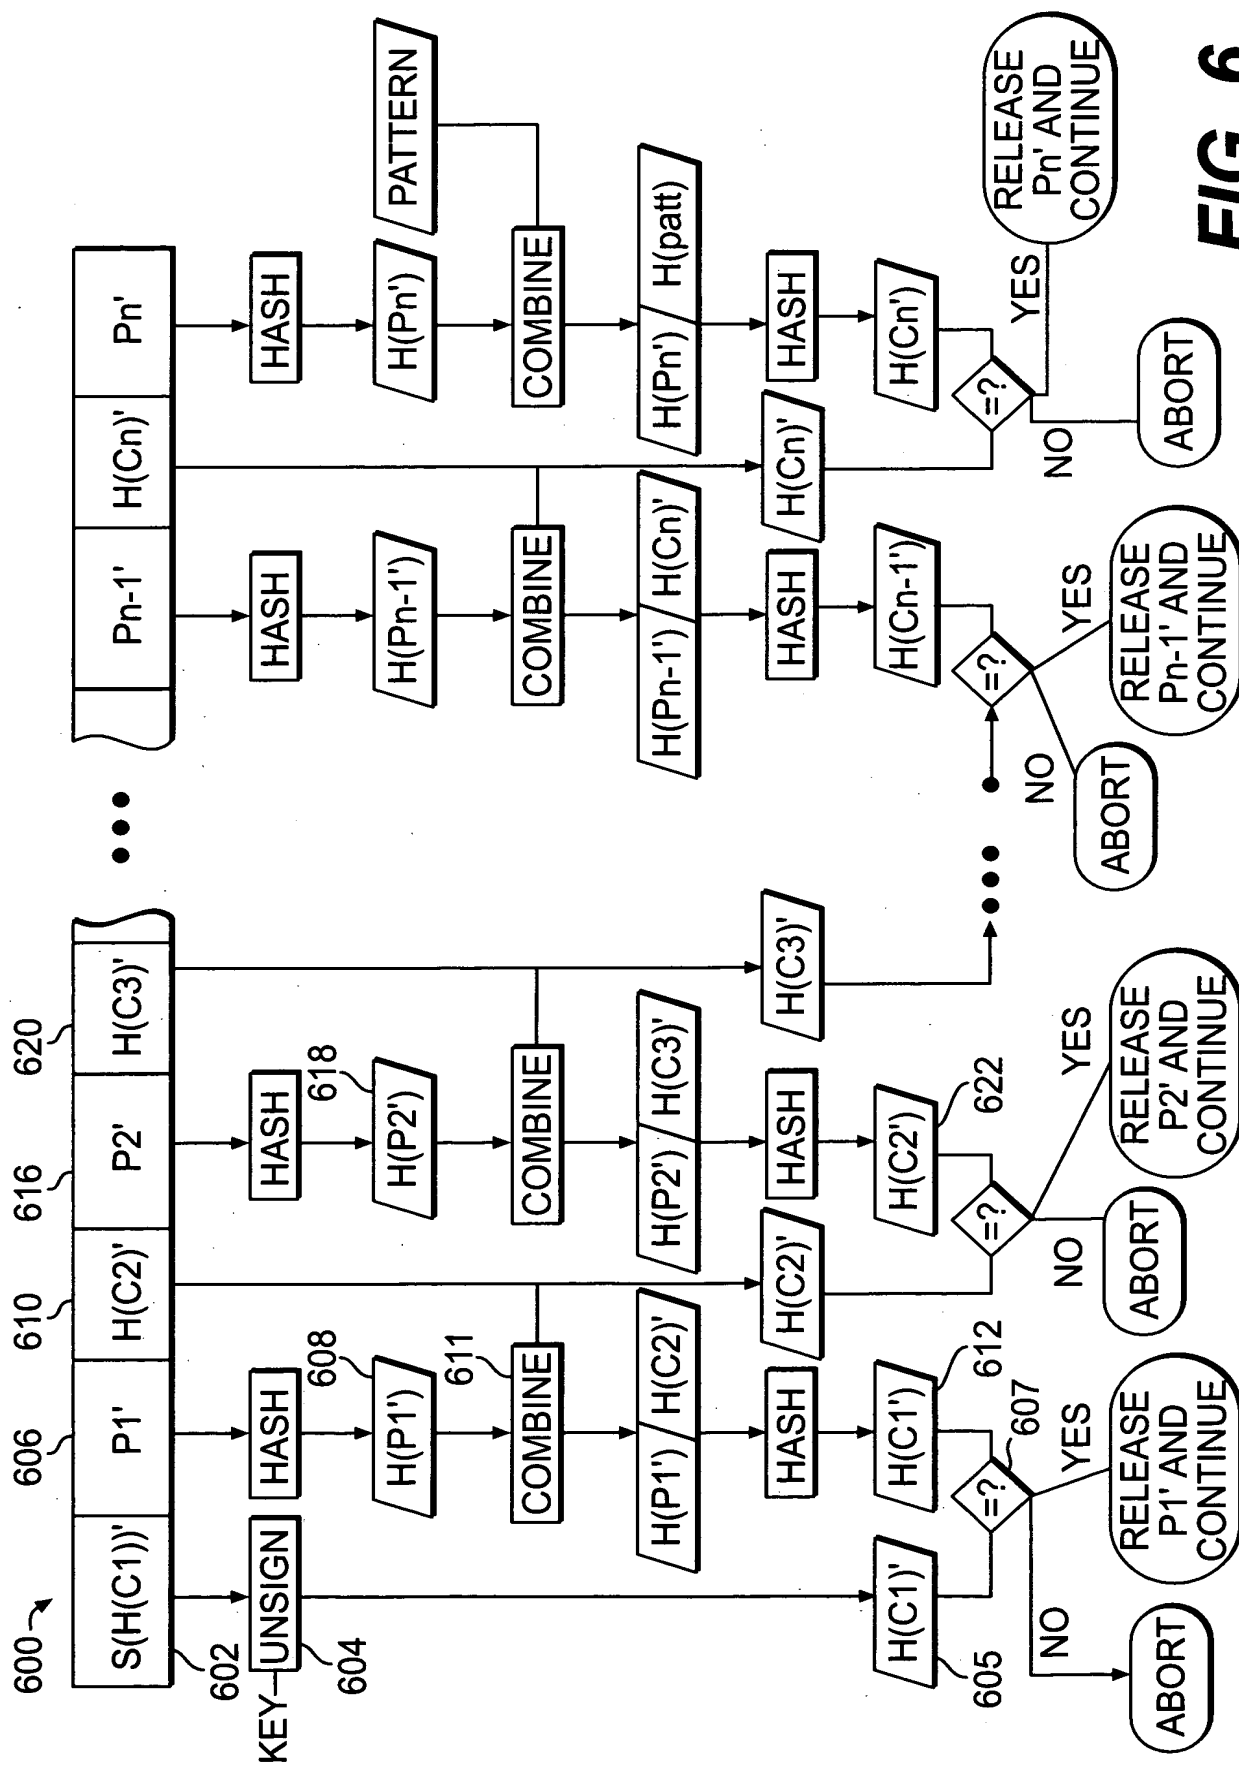 600
602
606
610
616
620
S(H(C1))'
P1'
H(C2)'
P2'
H(C3)'
Pn-1'
H(Cn)'
Pn'
KEY
UNSIGN
604
HASH
HASH
HASH
HASH
H(P1')
608
H(P2')
618
H(Pn-1')
H(Pn')
PATTERN
COMBINE
611
COMBINE
COMBINE
COMBINE
H(P1') H(C2)'
H(P2') H(C3)'
H(Pn-1') H(Cn)'
H(Pn') H(patt)
HASH
H(C2)'
HASH
H(C3)'
HASH
H(Cn)'
HASH
H(C1)'
605
H(C1')
612
H(C2')
622
H(Cn-1')
H(Cn')
=?
607
=?
=?
=?
NO
YES
NO
YES
NO
YES
NO
YES
ABORT
RELEASE
P1' AND
CONTINUE
ABORT
RELEASE
P2' AND
CONTINUE
ABORT
RELEASE
Pn-1' AND
CONTINUE
ABORT
RELEASE
Pn' AND
CONTINUE
FIG. 6